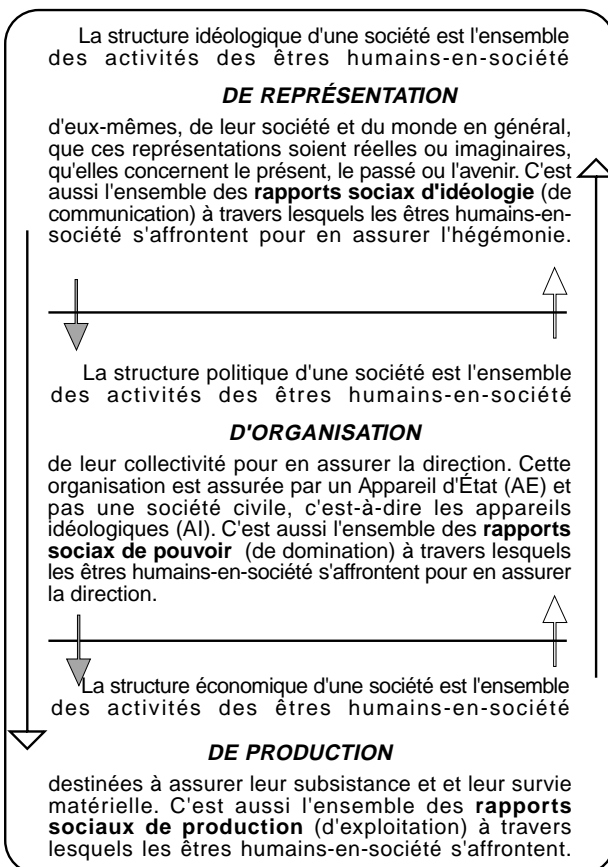 La structure idéologique d'une société est l'ensemble
des activités des êtres humains-en-société
DE REPRÉSENTATION
d'eux-mêmes, de leur société et du monde en général,
que ces représentations soient réelles ou imaginaires,
qu'elles concernent le présent, le passé ou l'avenir. C'est
aussi l'ensemble des rapports sociax d'idéologie (de
communication) à travers lesquels les êtres humains-en-
société s'affrontent pour en assurer l'hégémonie.
La structure politique d'une société est l'ensemble
des activités des êtres humains-en-société
D'ORGANISATION
de leur collectivité pour en assurer la direction. Cette
organisation est assurée par un Appareil d'État (AE) et
pas une société civile, c'est-à-dire les appareils
idéologiques (AI). C'est aussi l'ensemble des rapports
sociax de pouvoir (de domination) à travers lesquels
les êtres humains-en-société s'affrontent pour en assurer
la direction.
La structure économique d'une société est l'ensemble
des activités des êtres humains-en-société
DE PRODUCTION
destinées à assurer leur subsistance et et leur survie
matérielle. C'est aussi l'ensemble des rapports
sociaux de production (d'exploitation) à travers
lesquels les êtres humains-en-société s'affrontent.